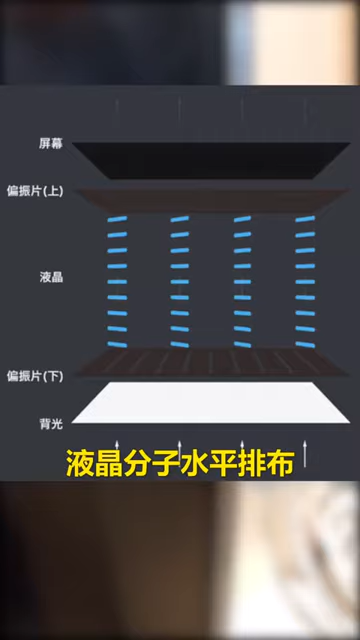 屏幕
偏振片(上)
液晶
偏振片(下)
背光
液晶分子水平排布